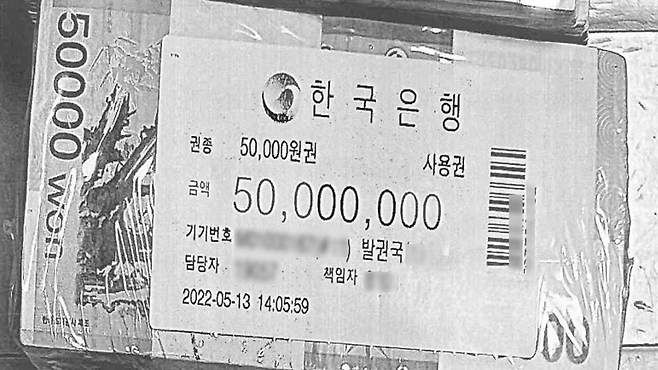 50000 won
한국은행
권종 50,000원권 사용권
금액 50,000,000
기기번호 ) 발권국
담당자 책임자
2022-05-13 14:05:59